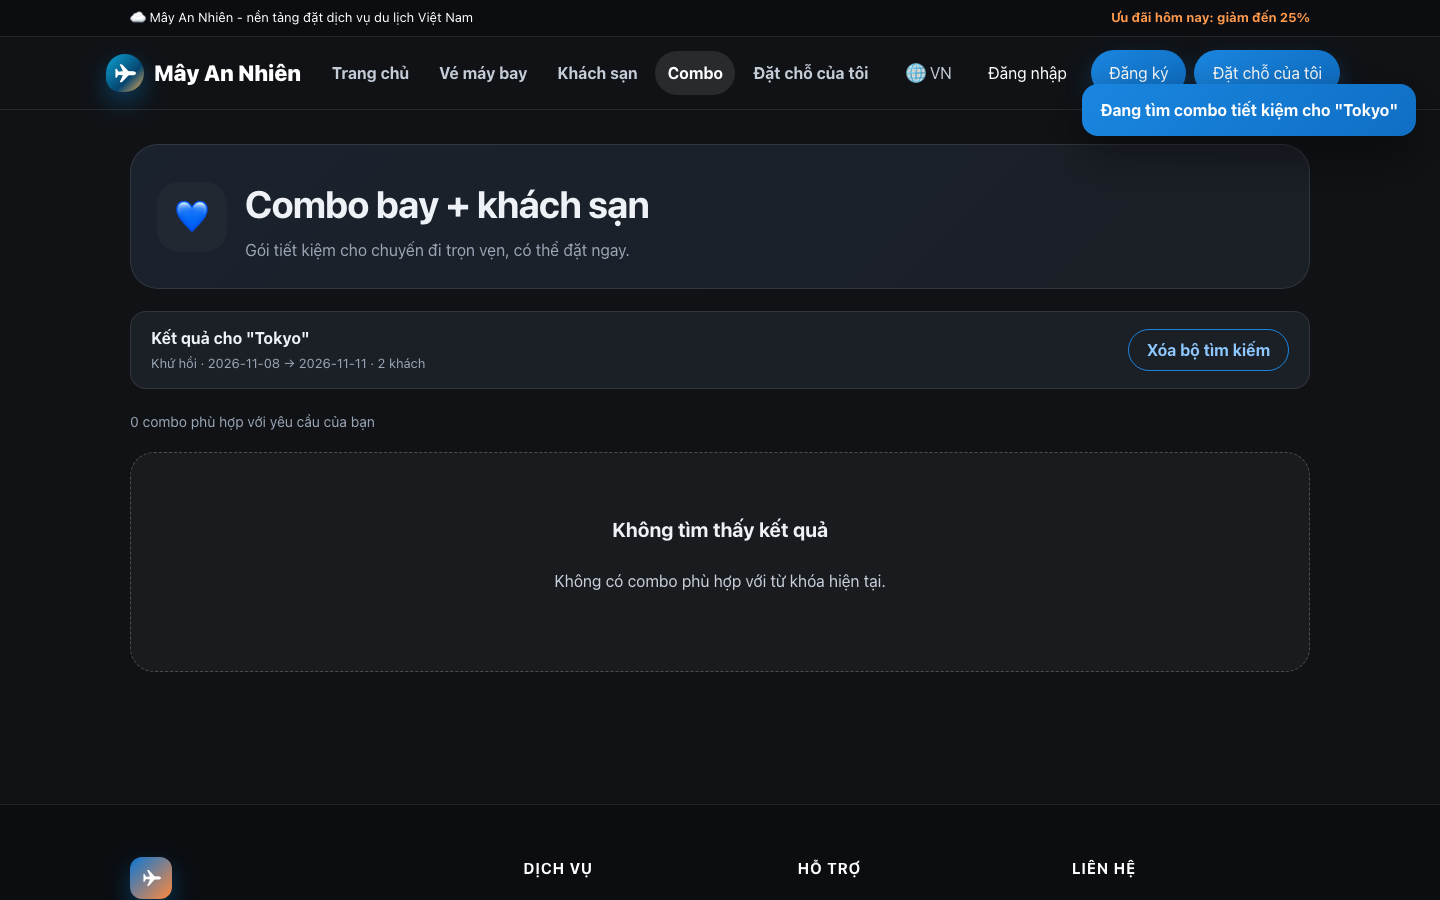 ☁️ Mây An Nhiên - nền tảng đặt dịch vụ du lịch Việt Nam
Ưu đãi hôm nay: giảm đến 25%
Mây An Nhiên
Trang chủ
Vé máy bay
Khách sạn
Combo
Đặt chỗ của tôi
🌐 VN
Đăng nhập
Đăng ký
Đặt chỗ của tôi
Đang tìm combo tiết kiệm cho "Tokyo"
Combo bay + khách sạn
Gói tiết kiệm cho chuyến đi trọn vẹn, có thể đặt ngay.
Kết quả cho "Tokyo"
Khứ hồi · 2026-11-08 → 2026-11-11 · 2 khách
Xóa bộ tìm kiếm
0 combo phù hợp với yêu cầu của bạn
Không tìm thấy kết quả
Không có combo phù hợp với từ khóa hiện tại.
DỊCH VỤ
HỖ TRỢ
LIÊN HỆ